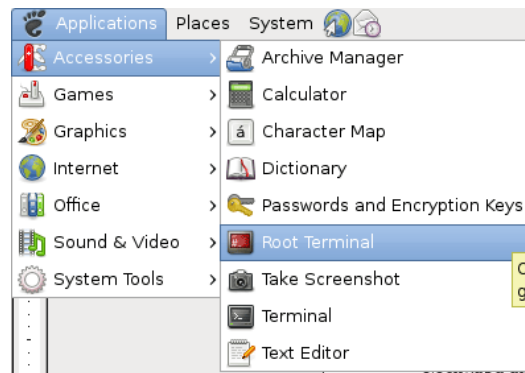 Applications Places System
Accessories
Games
Graphics
Internet
Office
Sound & Video
System Tools
Archive Manager
Calculator
á Character Map
Dictionary
Passwords and Encryption Keys
Root Terminal
Take Screenshot
Terminal
Text Editor